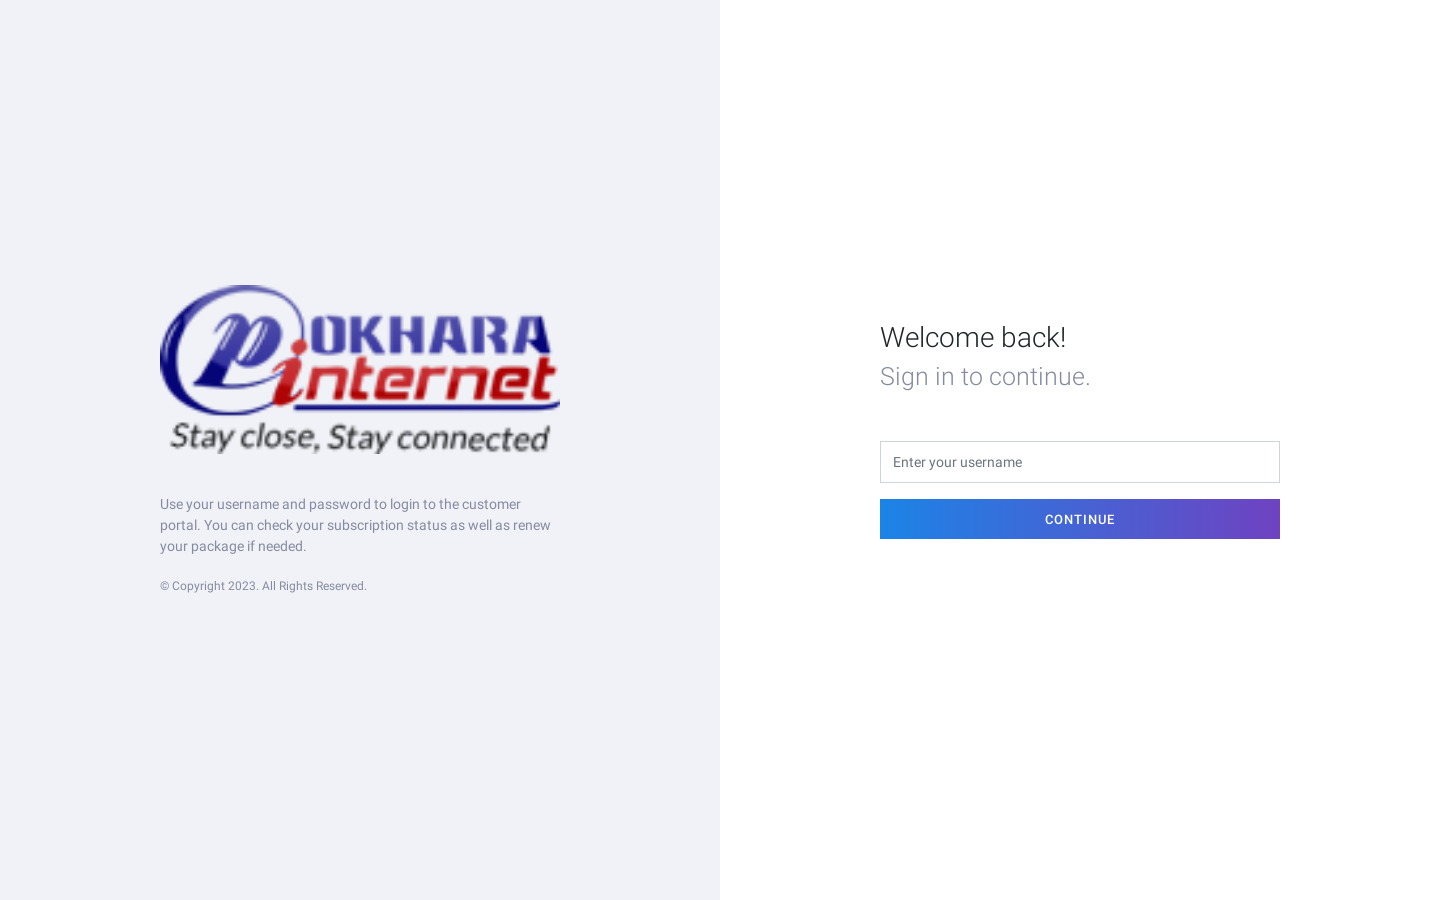 POKHARA
internet
Stay close, Stay connected
Use your username and password to login to the customer
portal. You can check your subscription status as well as renew
your package if needed.
© Copyright 2023. All Rights Reserved.
Welcome back!
Sign in to continue.
Enter your username
CONTINUE